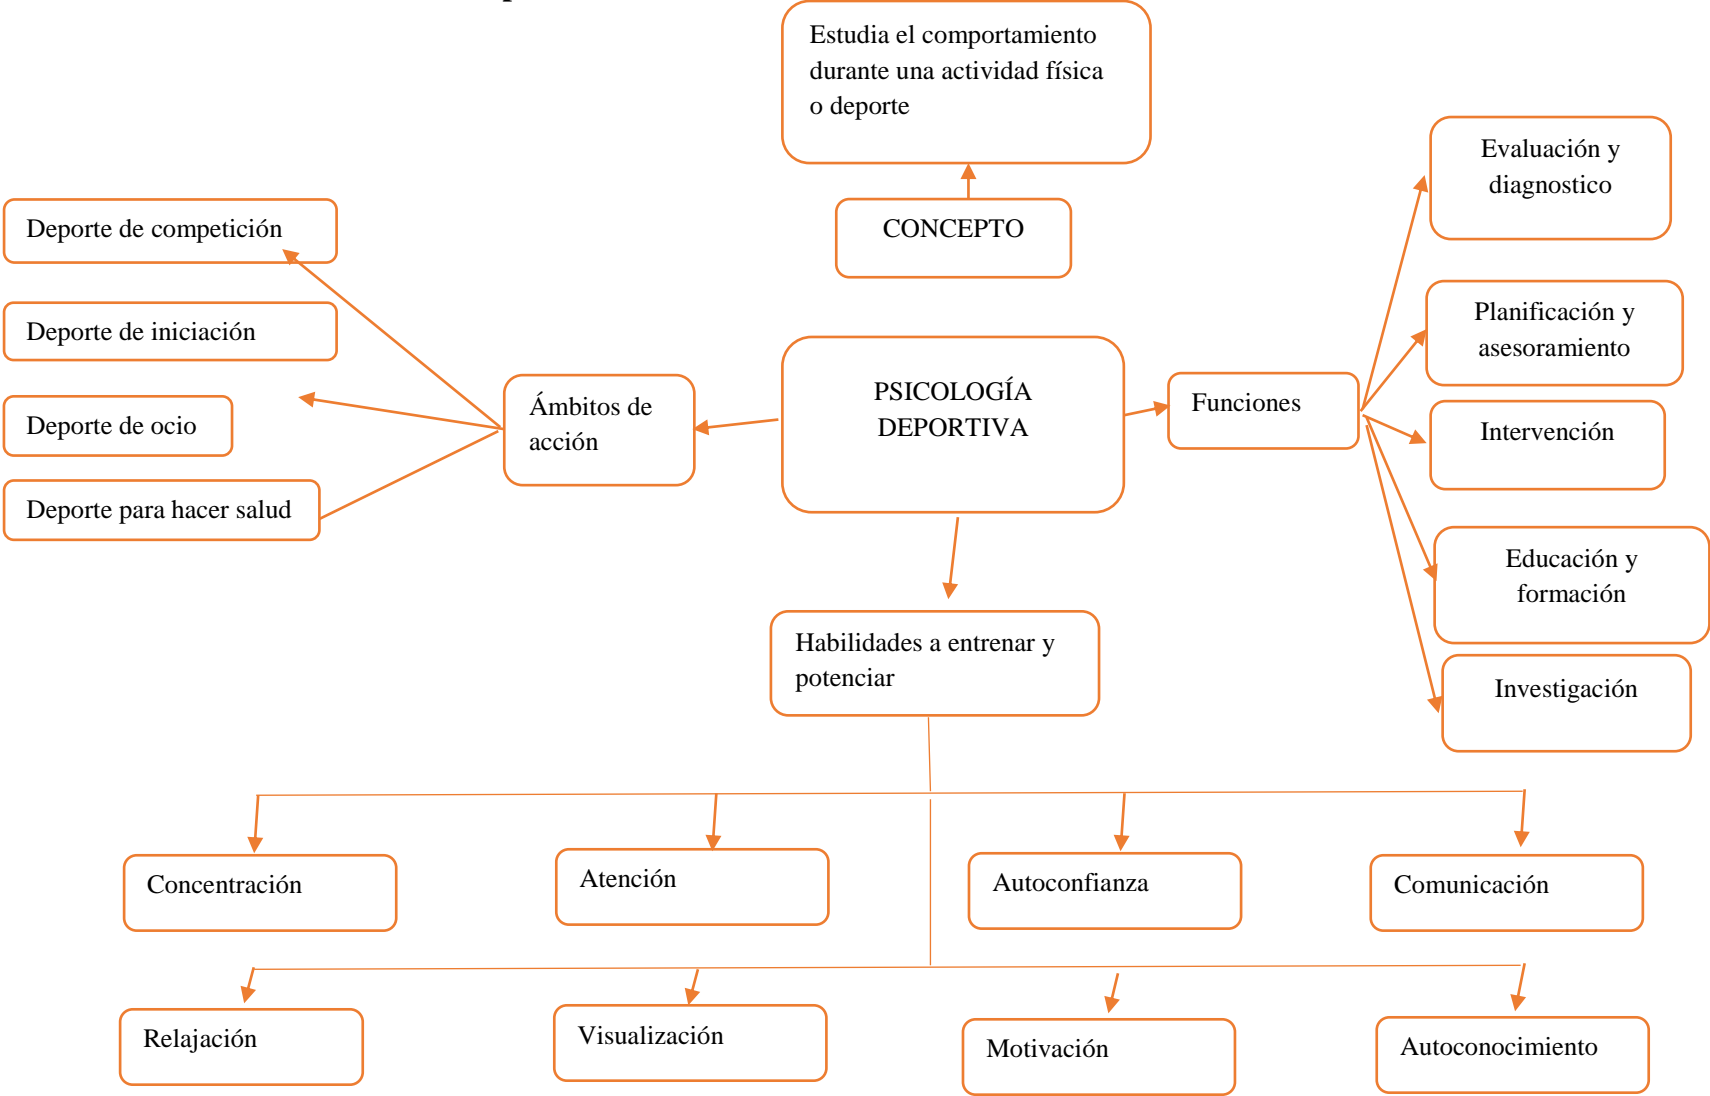 Estudia el comportamiento
durante una actividad física
o deporte
CONCEPTO
Evaluación y
diagnostico
Deporte de competición
Planificación y
asesoramiento
Deporte de iniciación
PSICOLOGÍA
DEPORTIVA
Ámbitos de
acción
Funciones
Deporte de ocio
Intervención
Deporte para hacer salud
Educación y
formación
Habilidades a entrenar y
potenciar
Investigación
Concentración
Atención
Autoconfianza
Comunicación
Relajación
Visualización
Motivación
Autoconocimiento